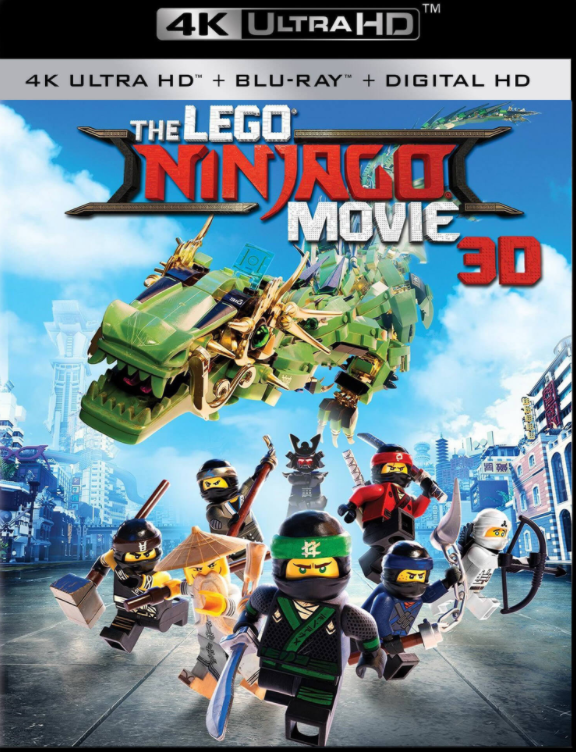 4K ULTRA HD™
4K ULTRA HD™ + BLU-RAY™ + DIGITAL HD
THE LEGO®
NINJAGO
MOVIE
3D